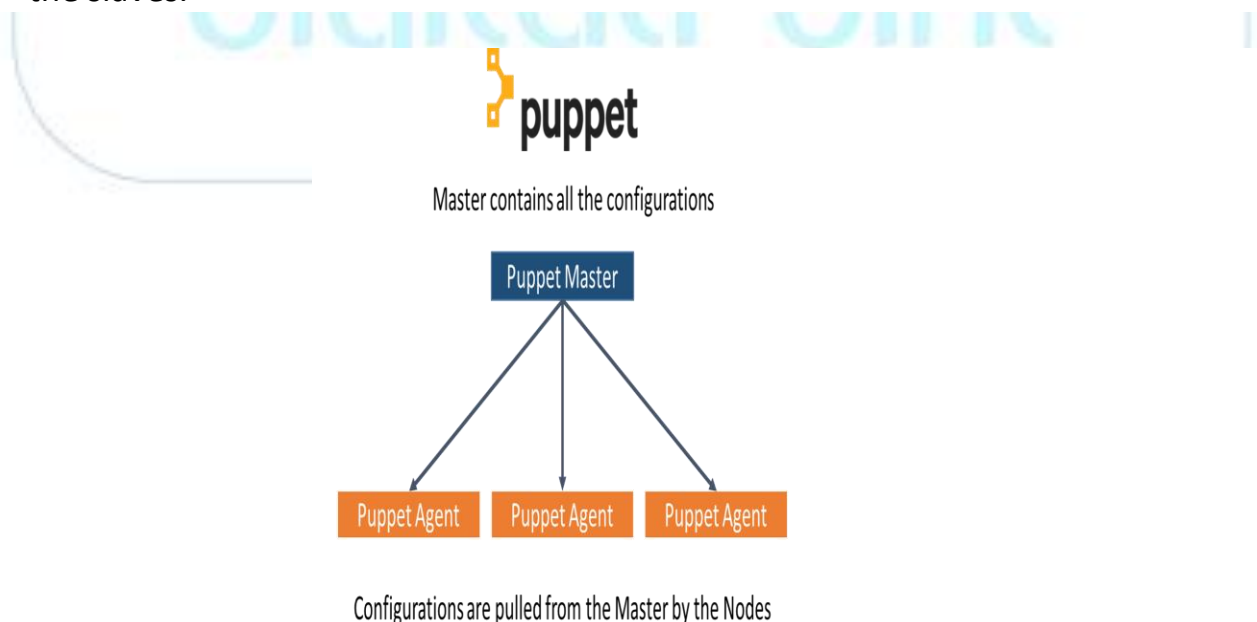 puppet
Master contains all the configurations
Puppet Master
Puppet Agent Puppet Agent Puppet Agent
Configurations are pulled from the Master by the Nodes